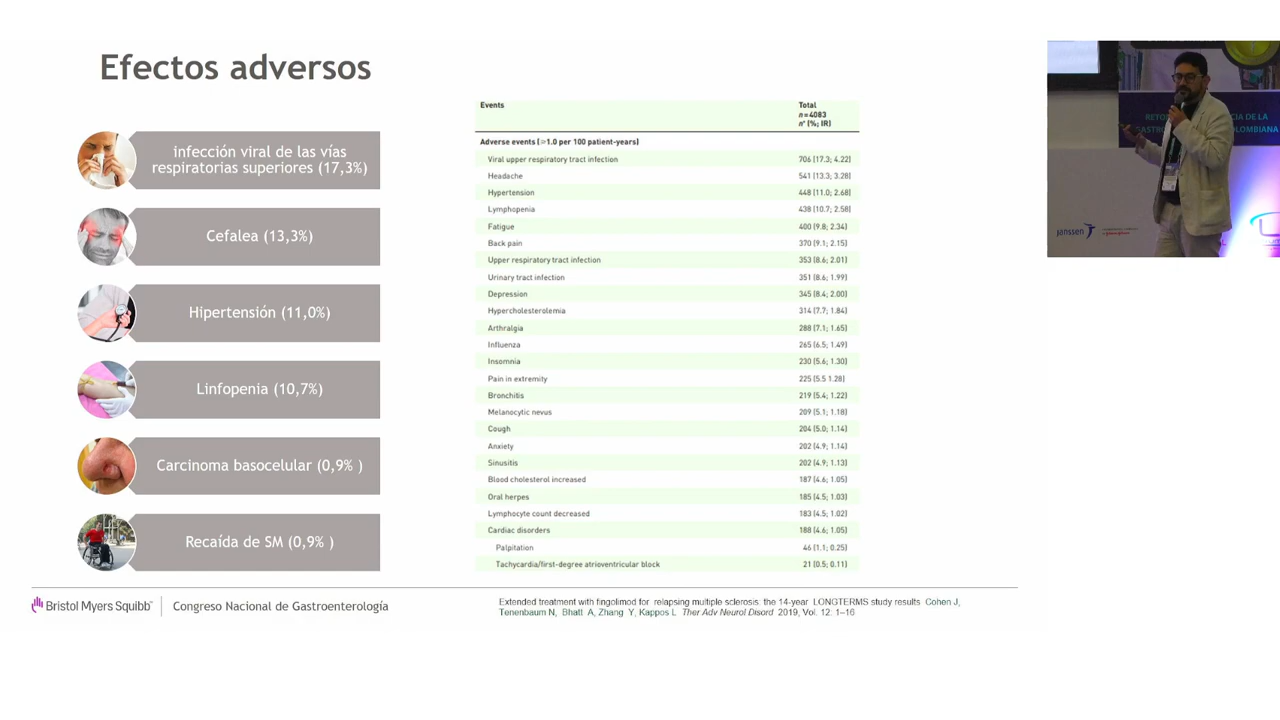 Efectos adversos
infección viral de las vías
respiratorias superiores (17,3%)
Cefalea (13,3%)
Hipertensión (11,0%)
Linfopenia (10,7%)
Carcinoma basocelular (0,9% )
Recaída de SM (0,9% )
Events Total
n=4083
n* (%; IR)
Adverse events (≥1.0 per 100 patient-years)
Viral upper respiratory tract infection 706 (17.3; 4.22)
Headache 541 (13.3; 3.28)
Hypertension 448 (11.0; 2.68)
Lymphopenia 438 (10.7; 2.58)
Fatigue 400 (9.8; 2.34)
Back pain 370 (9.1; 2.15)
Upper respiratory tract infection 353 (8.6; 2.01)
Urinary tract infection 351 (8.6; 1.99)
Depression 345 (8.4; 2.00)
Hypercholesterolemia 314 (7.7; 1.84)
Arthralgia 288 (7.1; 1.65)
Influenza 265 (6.5; 1.49)
Insomnia 230 (5.6; 1.30)
Pain in extremity 225 (5.5 1.28)
Bronchitis 219 (5.4; 1.22)
Melanocytic nevus 209 (5.1; 1.18)
Cough 204 (5.0; 1.14)
Anxiety 202 (4.9; 1.14)
Sinusitis 202 (4.9; 1.13)
Blood cholesterol increased 187 (4.6; 1.05)
Oral herpes 185 (4.5; 1.03)
Lymphocyte count decreased 183 (4.5; 1.02)
Cardiac disorders 188 (4.6; 1.05)
Palpitation 46 (1.1; 0.25)
Tachycardia/first-degree atrioventricular block 21 (0.5; 0.11)
Bristol Myers Squibb™ Congreso Nacional de Gastroenterología
Extended treatment with fingolimod for relapsing multiple sclerosis: the 14-year LONGTERMS study results Cohen J,
Tenenbaum N, Bhatt A, Zhang Y, Kappos L Ther Adv Neurol Disord 2019, Vol. 12: 1–16
janssen